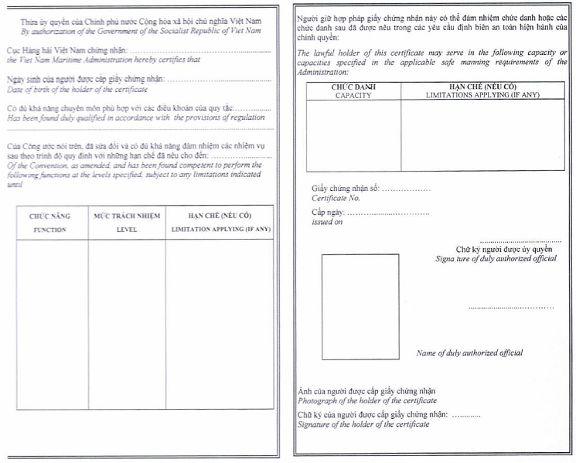 Thừa ủy quyền của Chính phủ nước Cộng hòa xã hội chủ nghĩa Việt Nam
By authorization of the Government of the Socialist Republic of Viet Nam
Cục Hàng hải Việt Nam chứng nhận: ........................................
the Viet Nam Maritime Administration hereby certifies that
Ngày sinh của người được cấp giấy chứng nhận: ....................
Date of birth of the holder of the certificate
Có đủ khả năng chuyên môn phù hợp với các điều khoản của quy tắc:............
Has been found duly qualified in accordance with the provisions of regulation
Của Công ước nói trên, đã sửa đổi và có đủ khả năng đảm nhiệm các nhiệm vụ
sau theo trình độ quy định với những hạn chế đã nêu cho đến: ....................
Of the Convention, as amended, and has been found competent to perform the
following functions at the levels specified, subject to any limitations indicated
until
CHỨC NĂNG
FUNCTION
MỨC TRÁCH NHIỆM
LEVEL
HẠN CHẾ (NẾU CÓ)
LIMITATION APPLYING (IF ANY)
Người giữ hợp pháp giấy chứng nhận này có thể đảm nhiệm chức danh hoặc các
chức danh sau đã được nêu trong các yêu cầu định biên an toàn hiện hành của
chính quyền:
The lawful holder of this certificate may serve in the following capacity or
capacities specified in the applicable safe manning requirements of the
Administration:
CHỨC DANH
CAPACITY
HẠN CHẾ (NẾU CÓ)
LIMITATIONS APPLYING (IF ANY)
Giấy chứng nhận số: ………………
Certificate No.
Cấp ngày: ……….................…………..
issued on
Chữ ký người được ủy quyền
Signa ture of duly authorized official
Name of duly authorized official
Ảnh của người được cấp giấy chứng nhận
Photograph of the holder of the certificate
Chữ ký của người được cấp giấy chứng nhận: ………….
Signature of the holder of the certificate